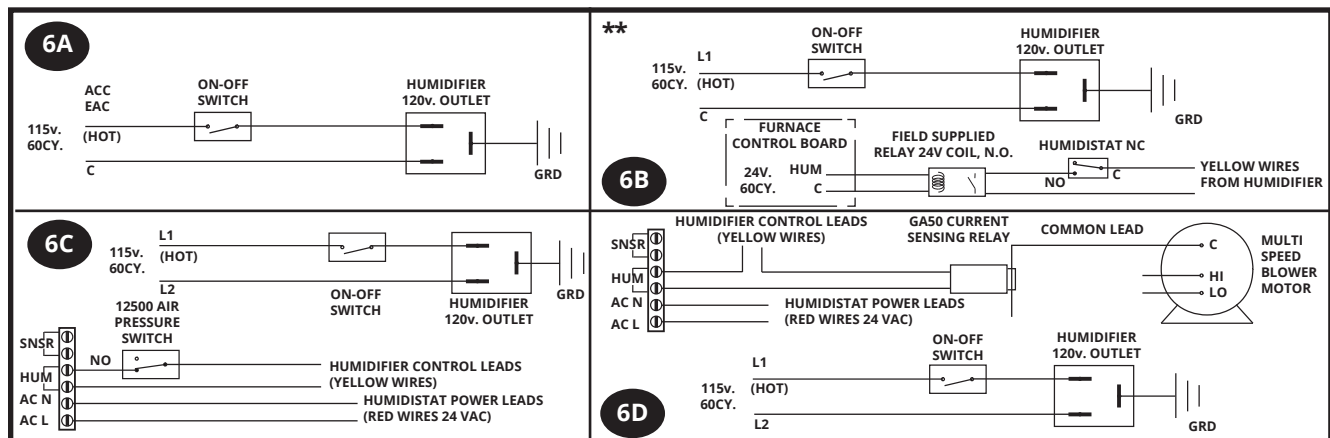 6A
ACC
EAC
115v.
60CY.
(HOT)
C
ON-OFF
SWITCH
HUMIDIFIER
120v. OUTLET
GRD
**
6B
L1
115v.
60CY.
(HOT)
C
ON-OFF
SWITCH
HUMIDIFIER
120v. OUTLET
GRD
FURNACE
CONTROL BOARD
24V.
60CY.
HUM
C
FIELD SUPPLIED
RELAY 24V COIL, N.O.
HUMIDISTAT NC
NO
C
YELLOW WIRES
FROM HUMIDIFIER
6C
115v.
60CY.
L1
(HOT)
L2
ON-OFF
SWITCH
HUMIDIFIER
120v. OUTLET
GRD
12500 AIR
PRESSURE
SWITCH
SNSR
HUM
AC N
AC L
NO
HUMIDIFIER CONTROL LEADS
(YELLOW WIRES)
HUMIDISTAT POWER LEADS
(RED WIRES 24 VAC)
6D
SNSR
HUM
AC N
AC L
HUMIDIFIER CONTROL LEADS
(YELLOW WIRES)
GA50 CURRENT
SENSING RELAY
COMMON LEAD
C
HI
LO
MULTI
SPEED
BLOWER
MOTOR
HUMIDISTAT POWER LEADS
(RED WIRES 24 VAC)
L1
115v.
60CY.
(HOT)
L2
ON-OFF
SWITCH
HUMIDIFIER
120v. OUTLET
GRD